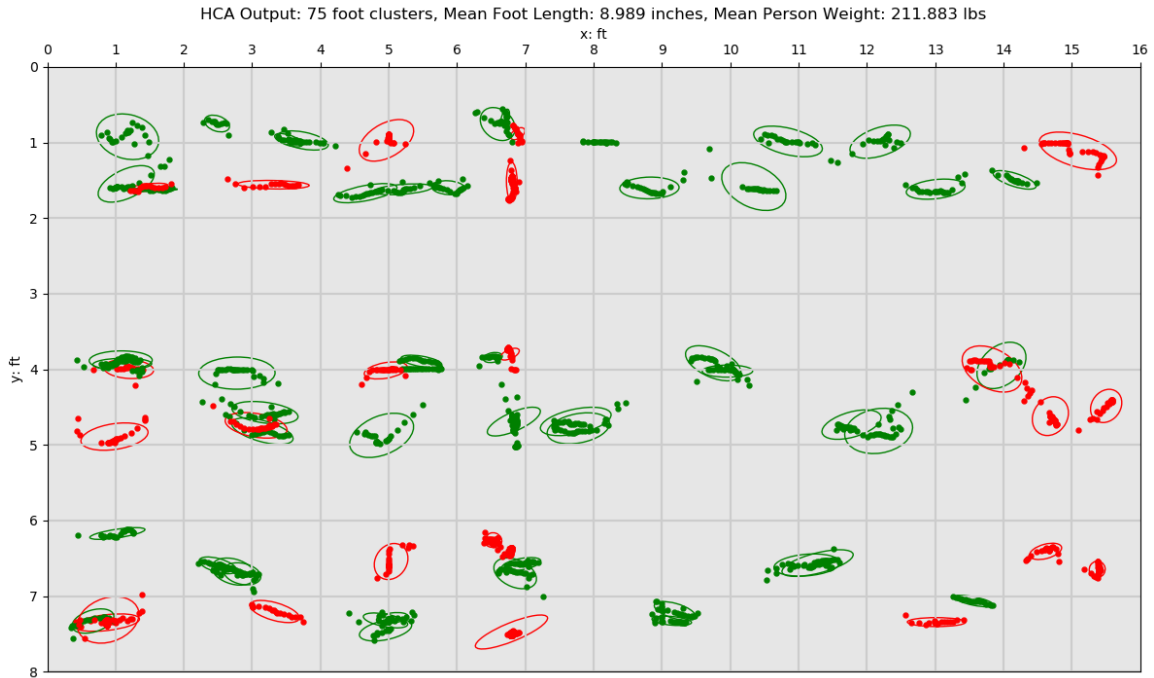 HCA Output: 75 foot clusters, Mean Foot Length: 8.989 inches, Mean Person Weight: 211.883 lbs
x: ft
0 1 2 3 4 5 6 7 8 9 10 11 12 13 14 15 16
0
1
2
3
4
y: ft
5
6
7
8